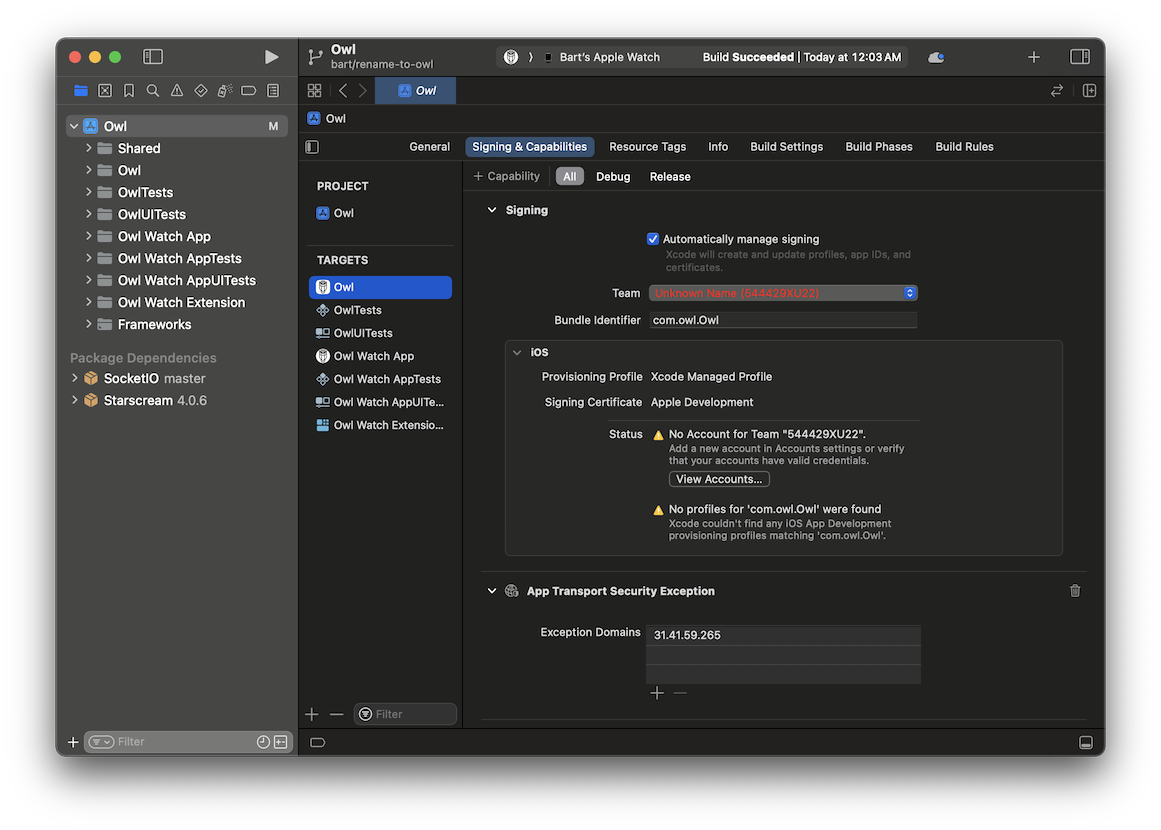 Owl
bart/rename-to-owl
Bart's Apple Watch
Build Succeeded | Today at 12:03 AM
Owl
Owl
M
Shared
Owl
OwlTests
OwlUITests
Owl Watch App
Owl Watch AppTests
Owl Watch AppUITests
Owl Watch Extension
Frameworks
Package Dependencies
SocketIO master
Starscream 4.0.6
Filter
Owl
General
Signing & Capabilities
Resource Tags
Info
Build Settings
Build Phases
Build Rules
PROJECT
Owl
TARGETS
Owl
OwlTests
OwlUITests
Owl Watch App
Owl Watch AppTests
Owl Watch AppUITe...
Owl Watch Extensio...
Filter
+ Capability
All
Debug
Release
Signing
Automatically manage signing
Xcode will create and update profiles, app IDs, and
certificates.
Team
Unknown Name (544429XU22)
Bundle Identifier
com.owl.Owl
iOS
Provisioning Profile
Xcode Managed Profile
Signing Certificate
Apple Development
Status
No Account for Team "544429XU22".
Add a new account in Accounts settings or verify
that your accounts have valid credentials.
View Accounts...
No profiles for 'com.owl.Owl' were found
Xcode couldn't find any iOS App Development
provisioning profiles matching 'com.owl.Owl'.
App Transport Security Exception
Exception Domains
31.41.59.265